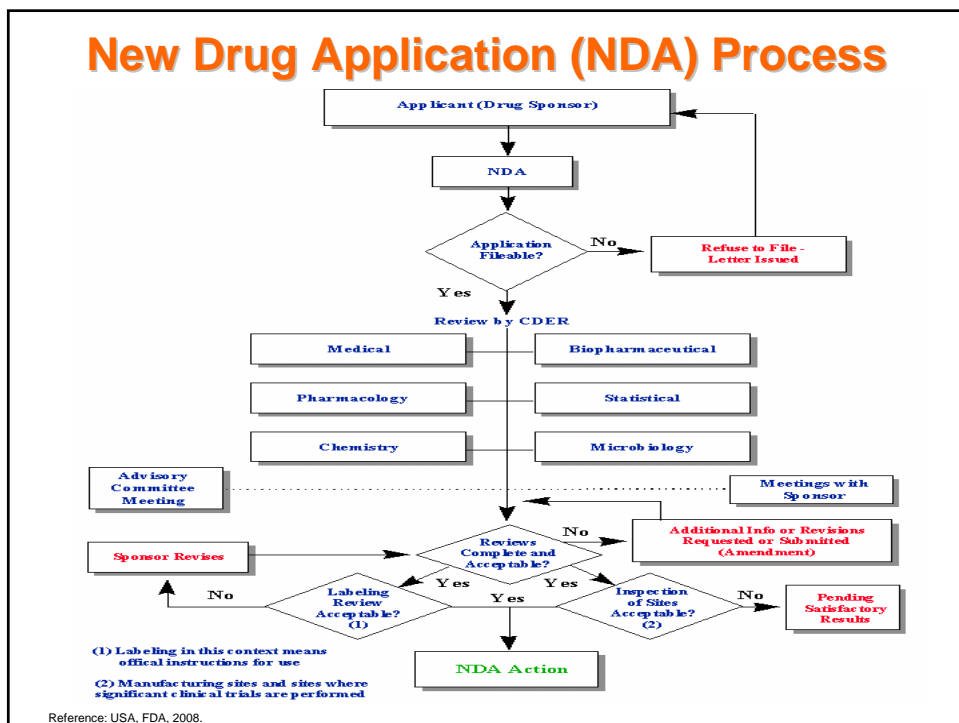 New Drug Application (NDA) Process
Applicant (Drug Sponsor)
NDA
Application
Fileable?
No
Refuse to File -
Letter Issued
Yes
Review by CDER
Medical
Biopharmaceutical
Pharmacology
Statistical
Chemistry
Microbiology
Advisory
Committee
Meeting
Meetings with
Sponsor
Reviews
Complete and
Acceptable?
No
Additional Info or Revisions
Requested or Submitted
(Amendment)
Sponsor Revises
Yes
Yes
No
Labeling
Review
Acceptable?
(1)
Yes
Inspection
of Sites
Acceptable?
(2)
No
Pending
Satisfactory
Results
NDA Action
(1) Labeling in this context means
offical instructions for use
(2) Manufacturing sites and sites where
significant clinical trials are performed
Reference: USA, FDA, 2008.